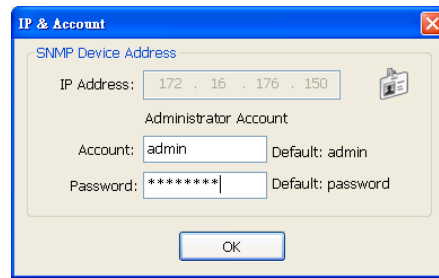 IP & Account
SNMP Device Address
IP Address: 172 . 16 . 176 . 150
Administrator Account
Account: admin Default: admin
Password: ******** Default: password
OK